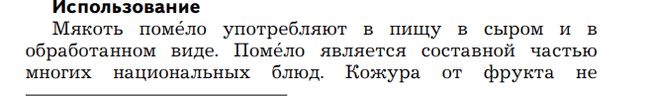 Использование
Мякоть поме́ло употребляют в пищу в сыром и в
обработанном виде. Поме́ло является составной частью
многих национальных блюд. Кожура от фрукта не